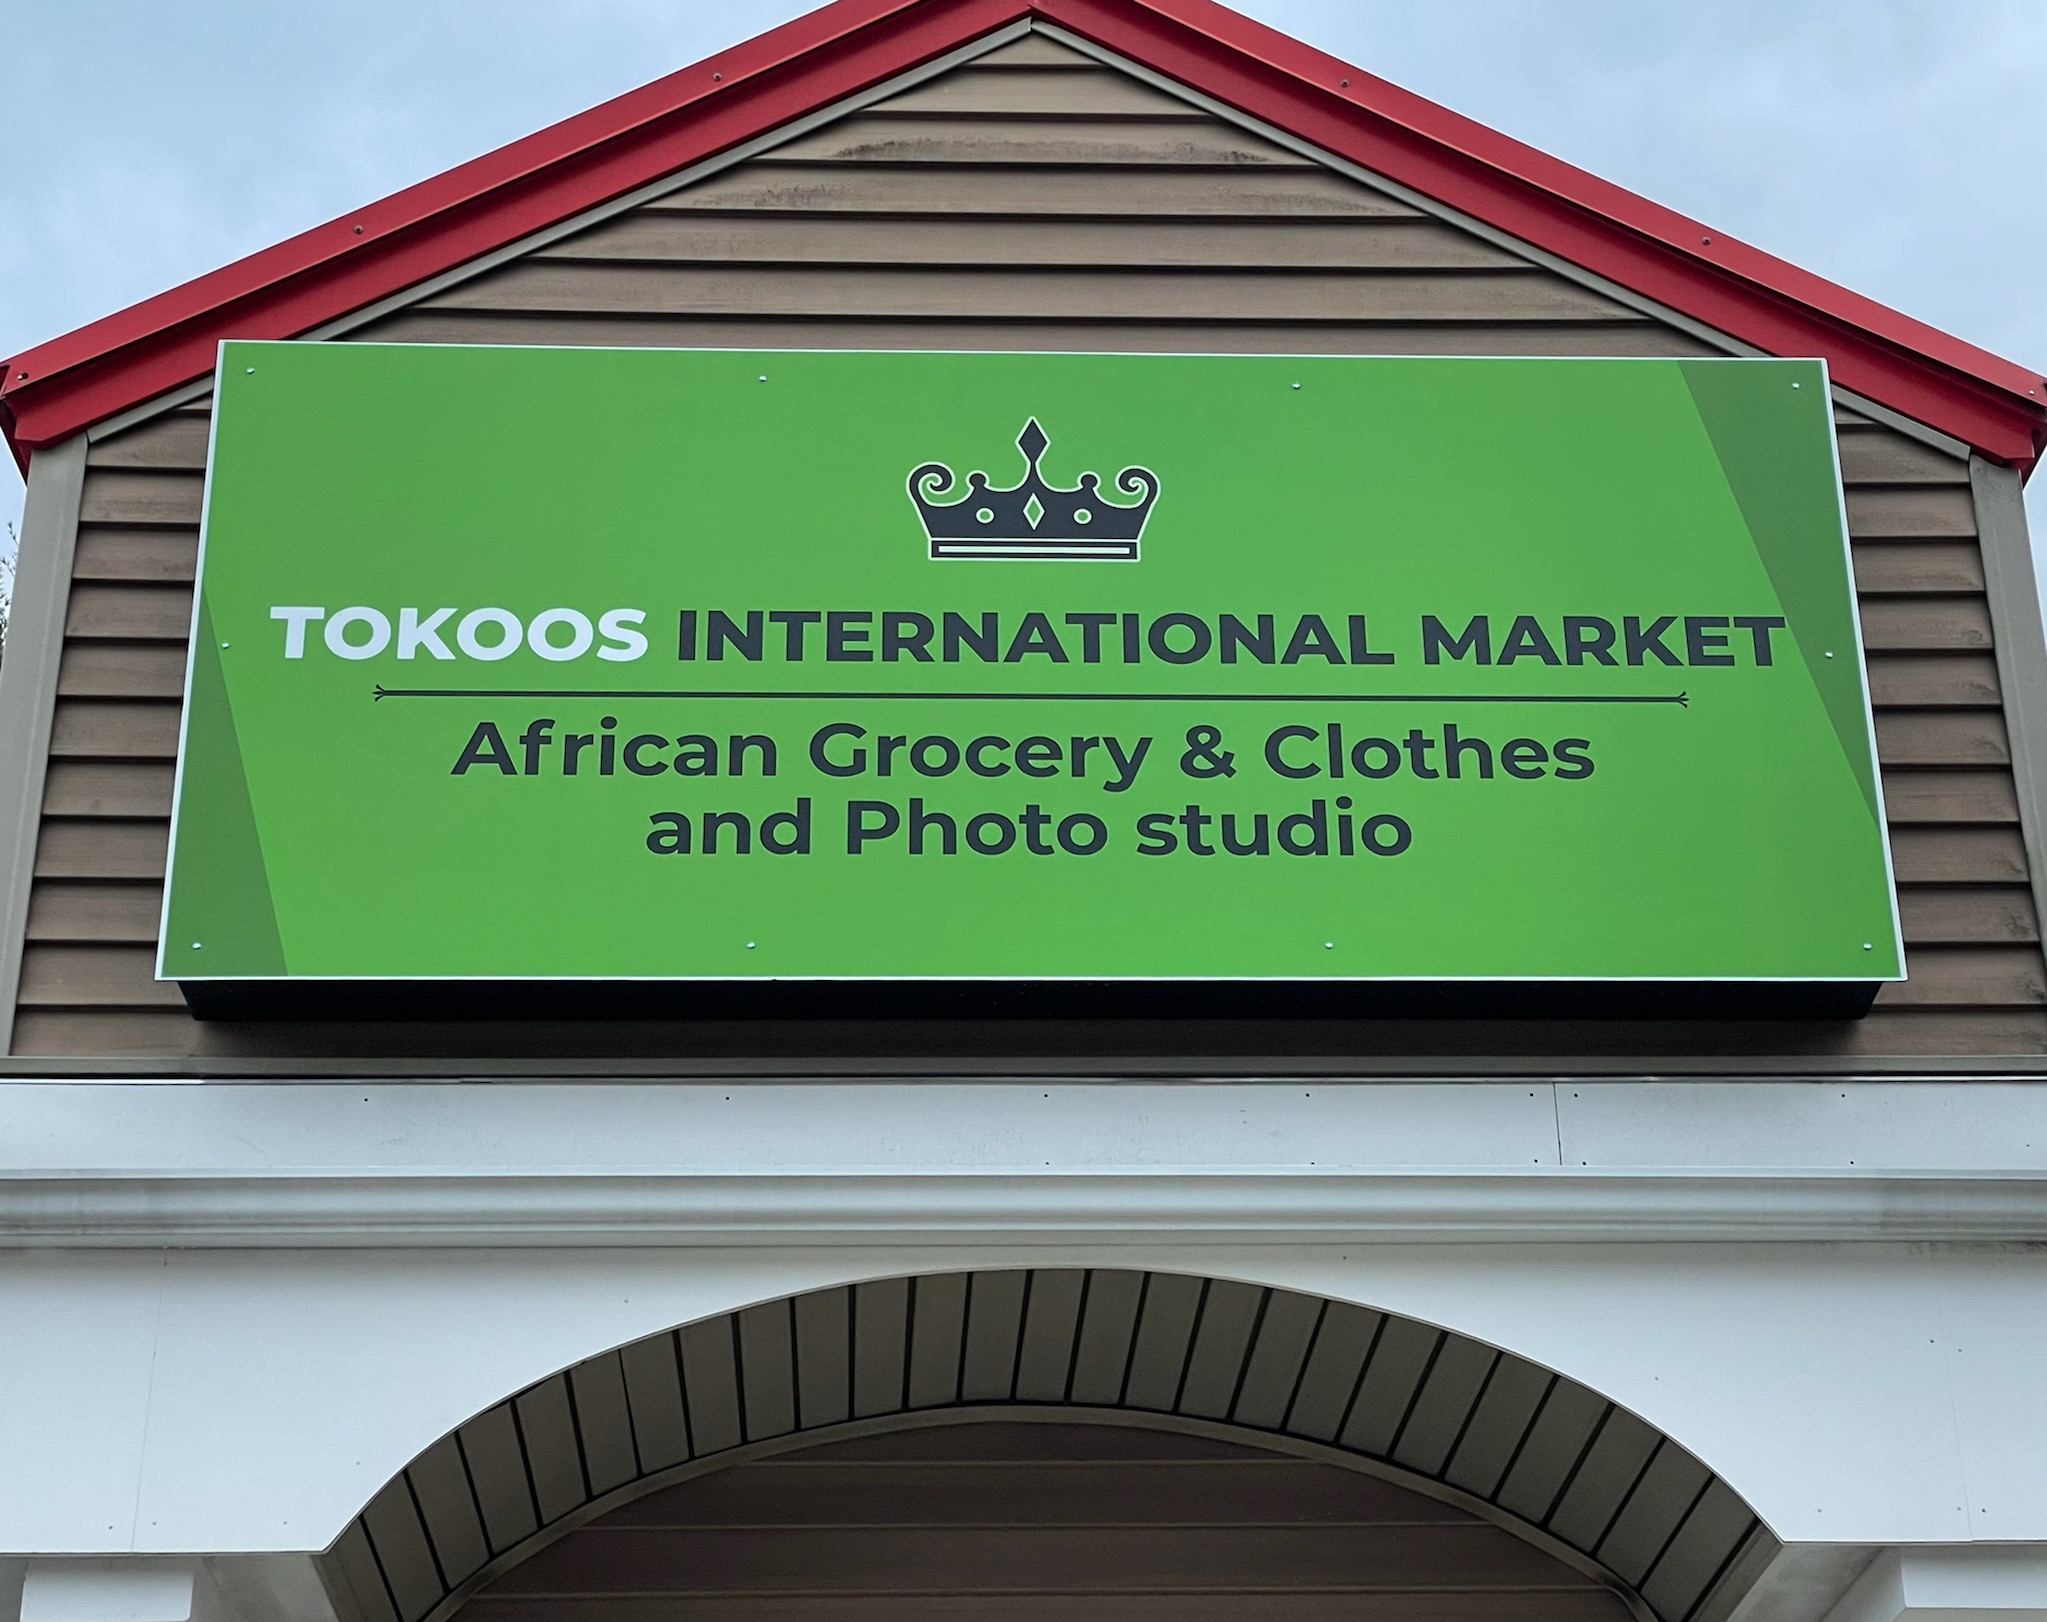 TOKOOS INTERNATIONAL MARKET
African Grocery & Clothes
and Photo studio